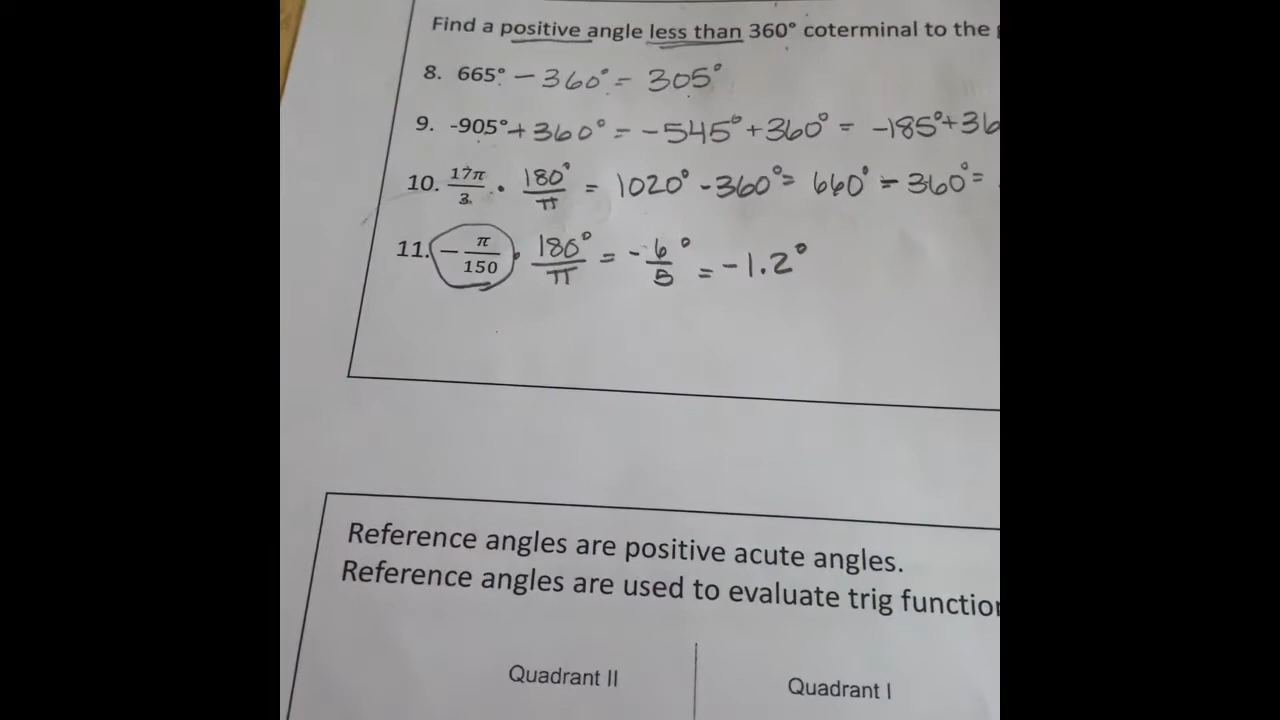 Find a positive angle less than 360° coterminal to the
8. 665° - 360° = 305°
9. -905° + 360° = -545° + 360° = -185° + 36
10. 17π/3 · 180°/π = 1020° - 360° = 660° - 360° =
11. -π/150 · 180°/π = -6/5° = -1.2°
Reference angles are positive acute angles.
Reference angles are used to evaluate trig function
Quadrant II Quadrant I